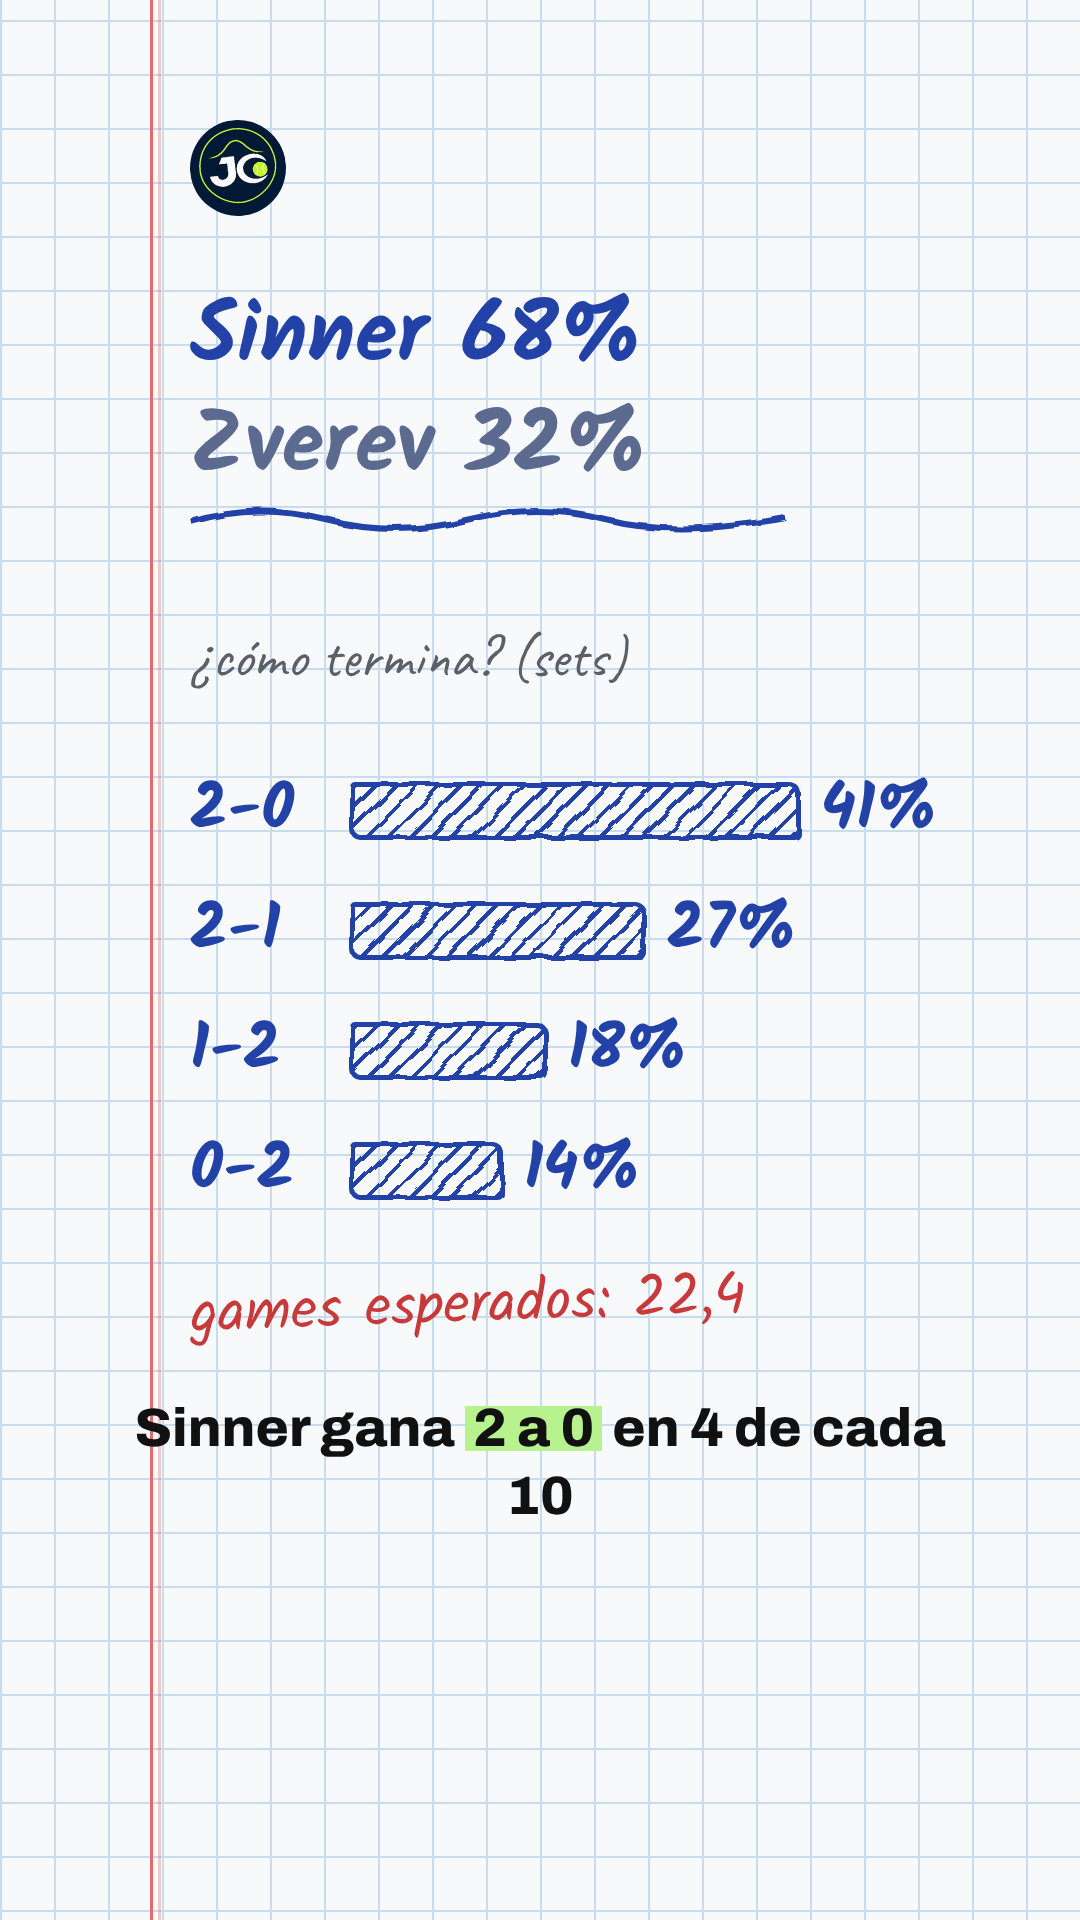 JC
Sinner 68%
Zverev 32%
¿cómo termina? (sets)
2-0 41%
2-1 27%
1-2 18%
0-2 14%
games esperados: 22,4
Sinner gana 2 a 0 en 4 de cada
10